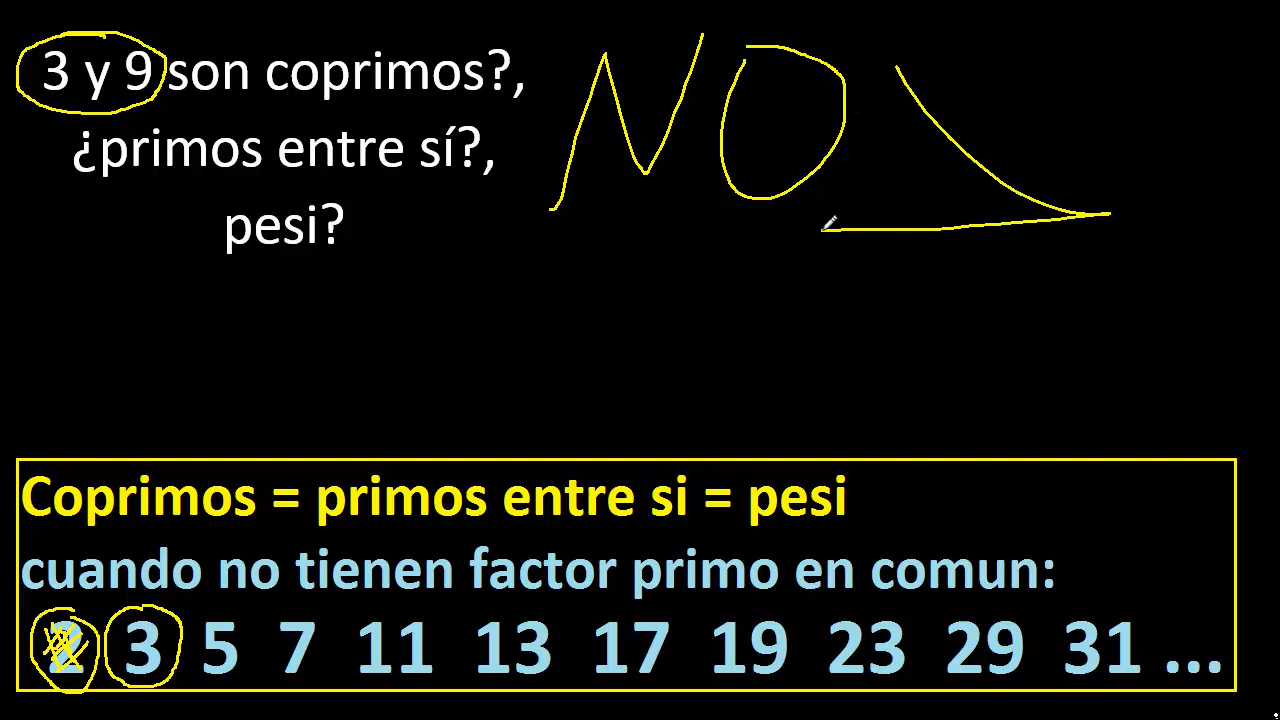 3 y 9 son coprimos?,
NO
¿primos entre sí?,
pesi?
Coprimos = primos entre si = pesi
cuando no tienen factor primo en comun:
2 3 5 7 11 13 17 19 23 29 31 ...